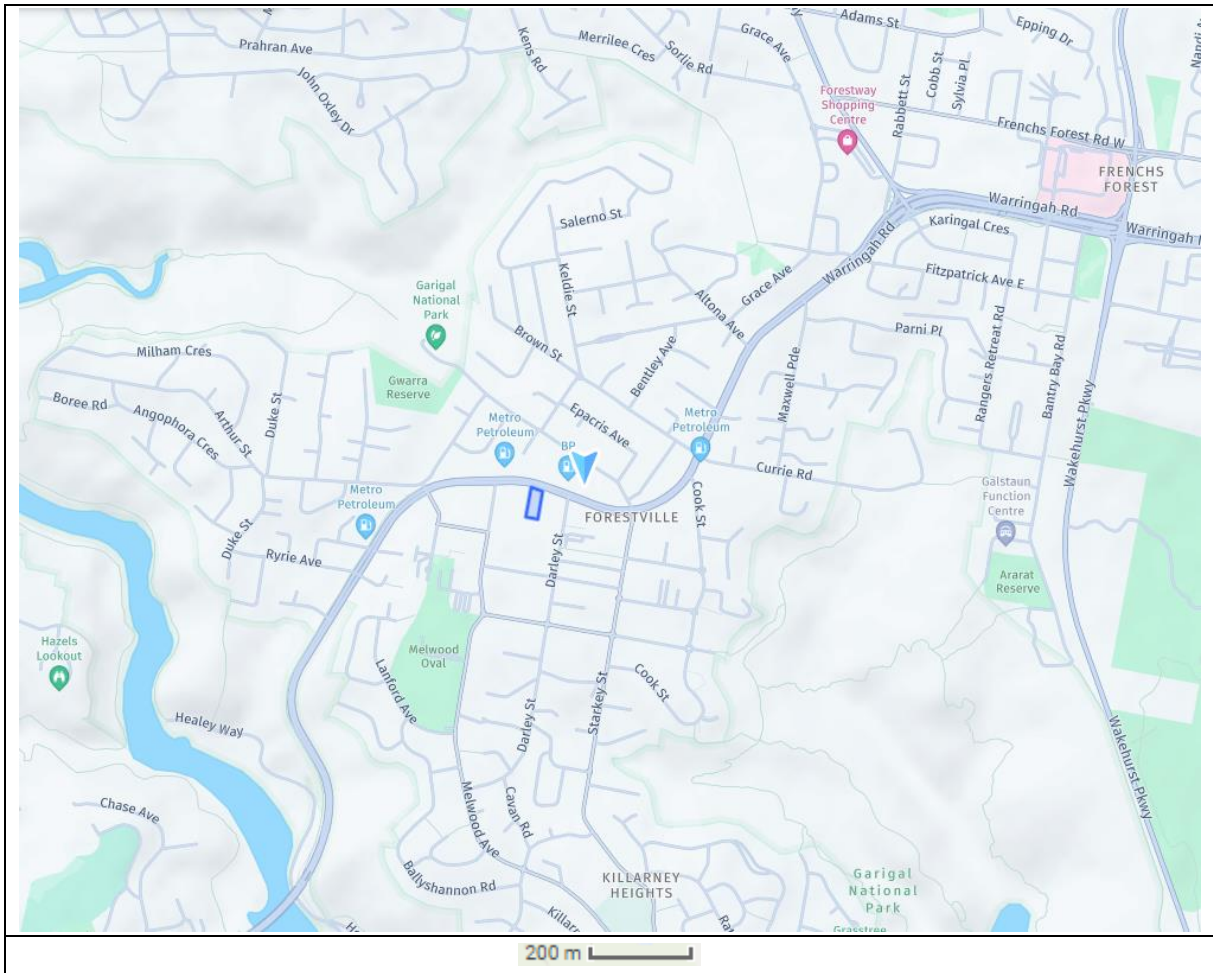 Adams St
Epping Dr
Grace Ave
Merrilee Cres
Sorlie Rd
Kens Rd
Prahran Ave
John Oxley Dr
Cobb St
Sylvia Pl
Rabbett St
Forestway
Shopping
Centre
Frenchs Forest Rd W
FRENCHS
FOREST
Warringah Rd
Warringah
Karingal Cres
Salerno St
Keldie St
Warringah Rd
Fitzpatrick Ave E
Grace Ave
Garigal
National
Park
Altona Ave
Parni Pl
Rangers Retreat Rd
Bantry Bay Rd
Wakehurst Pkwy
Brown St
Bentley Ave
Maxwell Pde
Milham Cres
Gwarra
Reserve
Boree Rd
Angophora Cres
Arthur St
Duke St
Epacris Ave
Metro
Petroleum
Metro
Petroleum
BP
Currie Rd
Galstaun
Function
Centre
Metro
Petroleum
Cook St
FORESTVILLE
Duke St
Ryrie Ave
Darley St
Ararat
Reserve
Hazels
Lookout
Melwood
Oval
Lanford Ave
Cook St
Starkey St
Darley St
Healey Way
Wakehurst Pkwy
Chase Ave
Melwood Ave
Cavan Rd
Ballyshannon Rd
KILLARNEY
HEIGHTS
Garigal
National
Park
200 m